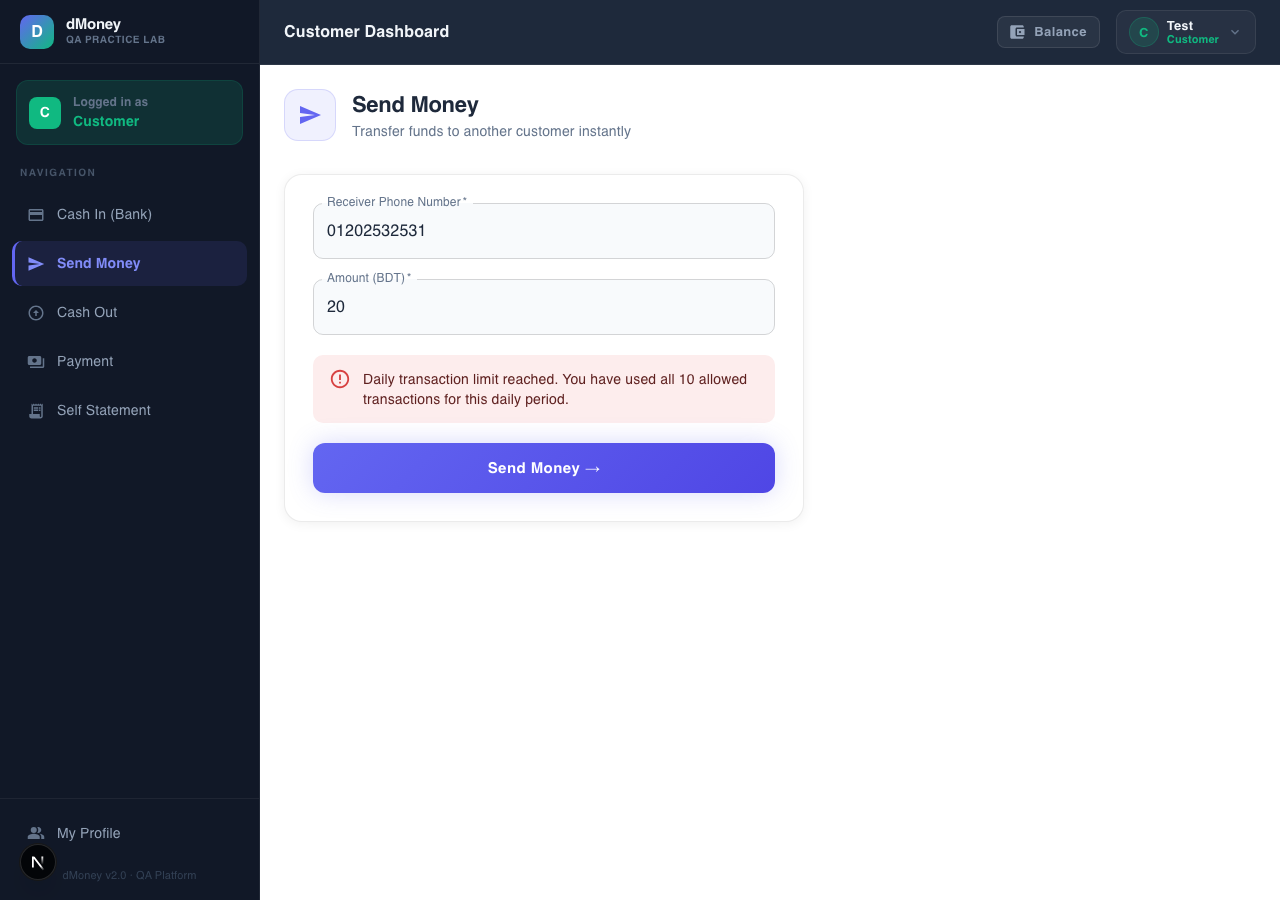 D
dMoney
QA PRACTICE LAB
Customer Dashboard
Balance
C
Test
Customer
C
Logged in as
Customer
NAVIGATION
Cash In (Bank)
Send Money
Cash Out
Payment
Self Statement
My Profile
N
dMoney v2.0 · QA Platform
Send Money
Transfer funds to another customer instantly
Receiver Phone Number *
01202532531
Amount (BDT) *
20
Daily transaction limit reached. You have used all 10 allowed
transactions for this daily period.
Send Money →